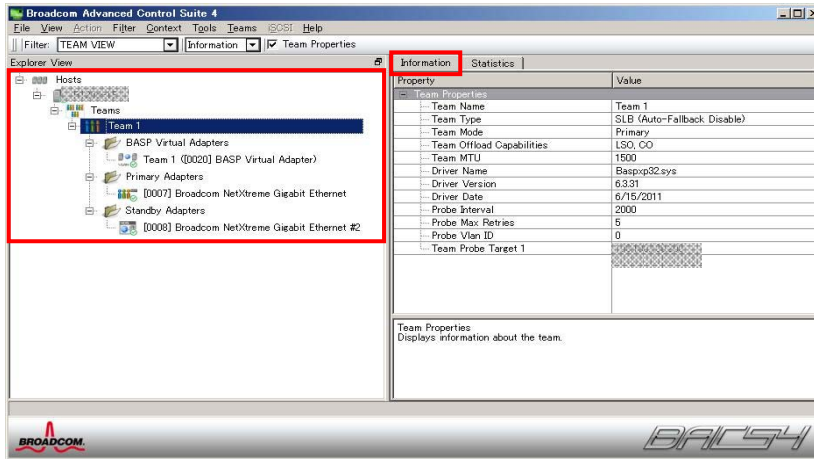 Broadcom Advanced Control Suite 4
File View Action Filter Context Tools Teams iSCSI Help
Filter: TEAM VIEW Information Team Properties
Explorer View
Hosts
Teams
Team 1
BASP Virtual Adapters
Team 1 ([0020] BASP Virtual Adapter)
Primary Adapters
[0007] Broadcom NetXtreme Gigabit Ethernet
Standby Adapters
[0008] Broadcom NetXtreme Gigabit Ethernet #2
Information Statistics
Property Value
Team Properties
Team Name Team 1
Team Type SLB (Auto-Fallback Disable)
Team Mode Primary
Team Offload Capabilities LSO, CO
Team MTU 1500
Driver Name Baspxp32.sys
Driver Version 6.3.31
Driver Date 6/15/2011
Probe Interval 2000
Probe Max Retries 5
Probe Vlan ID 0
Team Probe Target 1
Team Properties
Displays information about the team.
BROADCOM.
BACS4